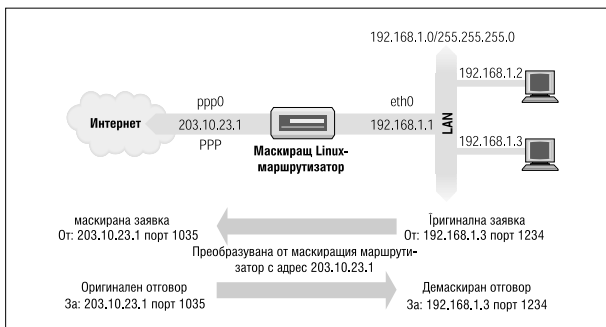 192.168.1.0/255.255.255.0
ppp0
eth0
192.168.1.2
Интернет
203.10.23.1
192.168.1.1
LAN
PPP
192.168.1.3
Маскиращ Linux-
маршрутизатор
маскирана заявка
От: 203.10.23.1 порт 1035
Їригинална заявка
От: 192.168.1.3 порт 1234
Преобразувана от маскиращия маршрути-
затор с адрес 203.10.23.1
Оригинален отговор
За: 203.10.23.1 порт 1035
Демаскиран отговор
За: 192.168.1.3 порт 1234